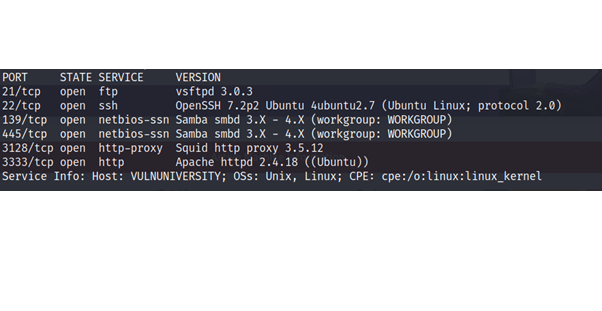 PORT STATE SERVICE VERSION
21/tcp open ftp vsftpd 3.0.3
22/tcp open ssh OpenSSH 7.2p2 Ubuntu 4ubuntu2.7 (Ubuntu Linux; protocol 2.0)
139/tcp open netbios-ssn Samba smbd 3.X - 4.X (workgroup: WORKGROUP)
445/tcp open netbios-ssn Samba smbd 3.X - 4.X (workgroup: WORKGROUP)
3128/tcp open http-proxy Squid http proxy 3.5.12
3333/tcp open http Apache httpd 2.4.18 ((Ubuntu))
Service Info: Host: VULNUNIVERSITY; OSs: Unix, Linux; CPE: cpe:/o:linux:linux_kernel